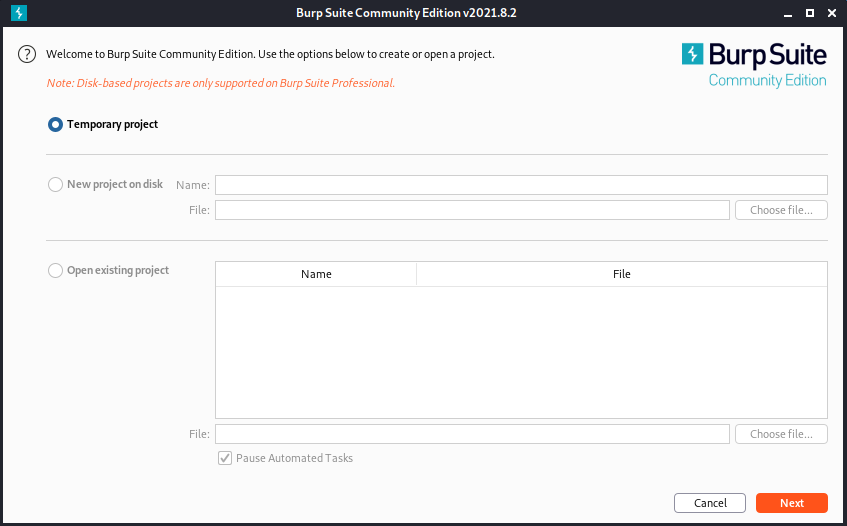 Burp Suite Community Edition v2021.8.2
? Welcome to Burp Suite Community Edition. Use the options below to create or open a project.
Note: Disk-based projects are only supported on Burp Suite Professional.
Burp Suite
Community Edition
Temporary project
New project on disk Name:
File: Choose file...
Open existing project Name File
File: Choose file...
Pause Automated Tasks
Cancel Next